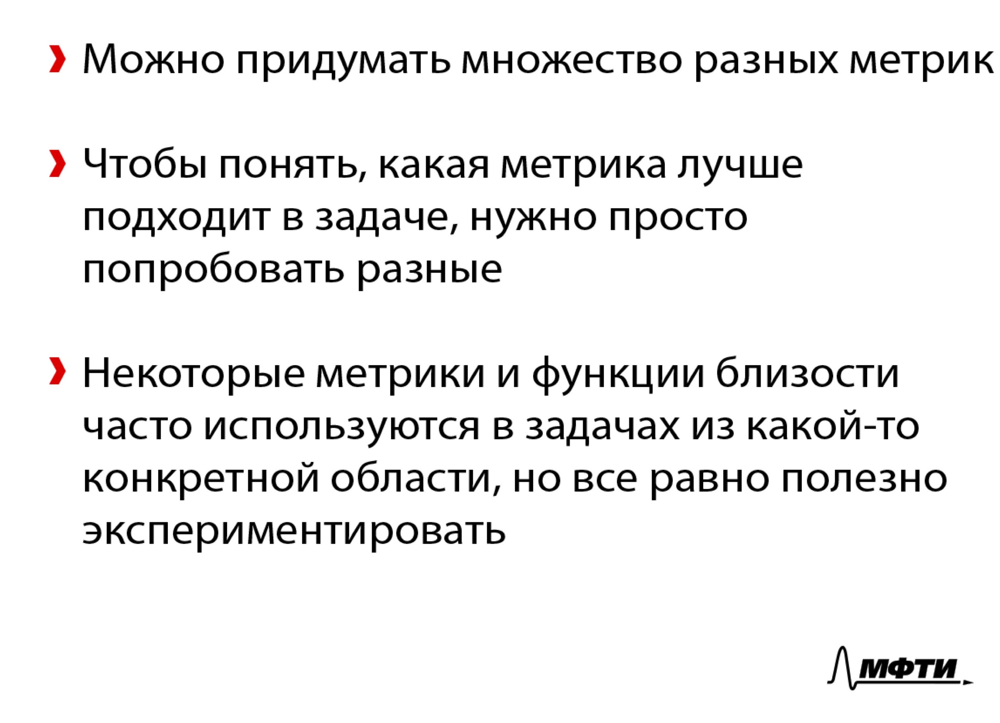 Можно придумать множество разных метрик
Чтобы понять, какая метрика лучше
подходит в задаче, нужно просто
попробовать разные
Некоторые метрики и функции близости
часто используются в задачах из какой-то
конкретной области, но все равно полезно
экспериментировать
МФТИ